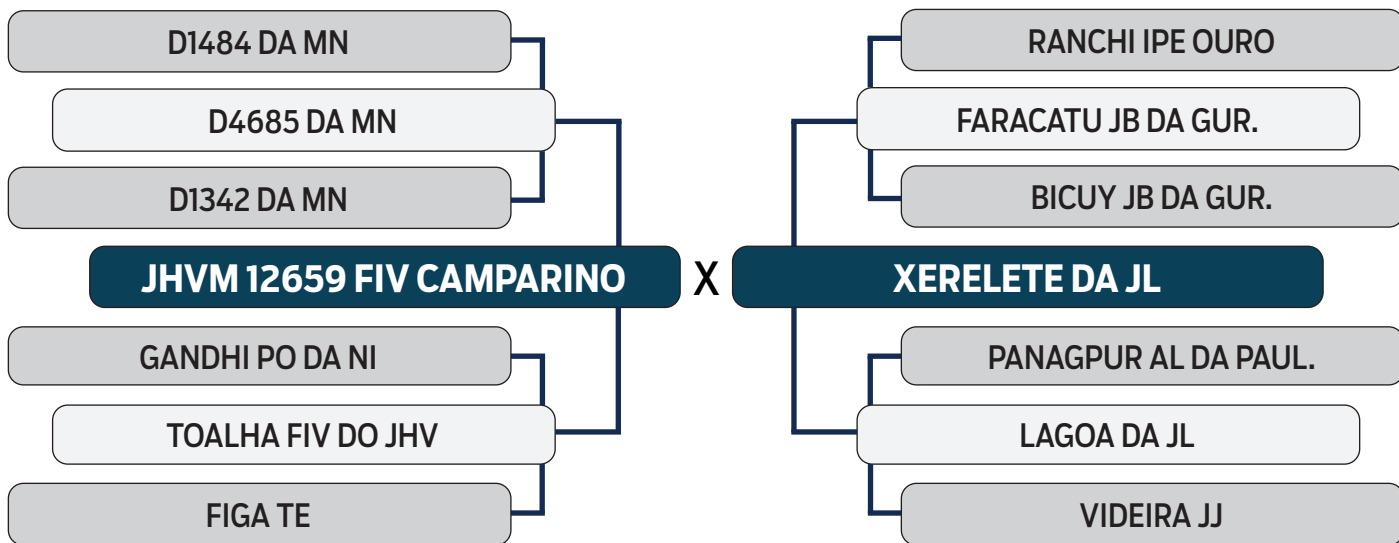 D1484 DA MN
D4685 DA MN
D1342 DA MN
JHVM 12659 FIV CAMPARINO
GANDHI PO DA NI
TOALHA FIV DO JHV
FIGA TE
X
RANCHI IPE OURO
FARACATU JB DA GUR.
BICUY JB DA GUR.
XERELETE DA JL
PANAGPUR AL DA PAUL.
LAGOA DA JL
VIDEIRA JJ